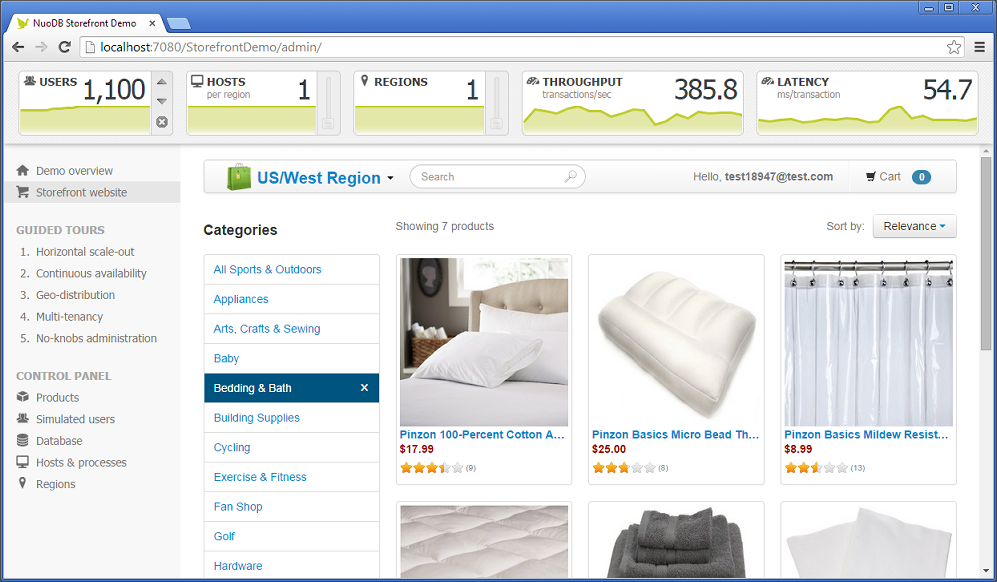 NuoDB Storefront Demo
localhost:7080/StorefrontDemo/admin/
USERS 1,100
HOSTS
per region
1
REGIONS 1
THROUGHPUT
transactions/sec
385.8
LATENCY
ms/transaction
54.7
Demo overview
Storefront website
GUIDED TOURS
1. Horizontal scale-out
2. Continuous availability
3. Geo-distribution
4. Multi-tenancy
5. No-knobs administration
CONTROL PANEL
Products
Simulated users
Database
Hosts & processes
Regions
US/West Region
Search
Hello, test18947@test.com
Cart 0
Categories
All Sports & Outdoors
Appliances
Arts, Crafts & Sewing
Baby
Bedding & Bath
Building Supplies
Cycling
Exercise & Fitness
Fan Shop
Golf
Hardware
Showing 7 products
Sort by: Relevance
Pinzon 100-Percent Cotton A...
$17.99
(9)
Pinzon Basics Micro Bead Th...
$25.00
(8)
Pinzon Basics Mildew Resist...
$8.99
(13)